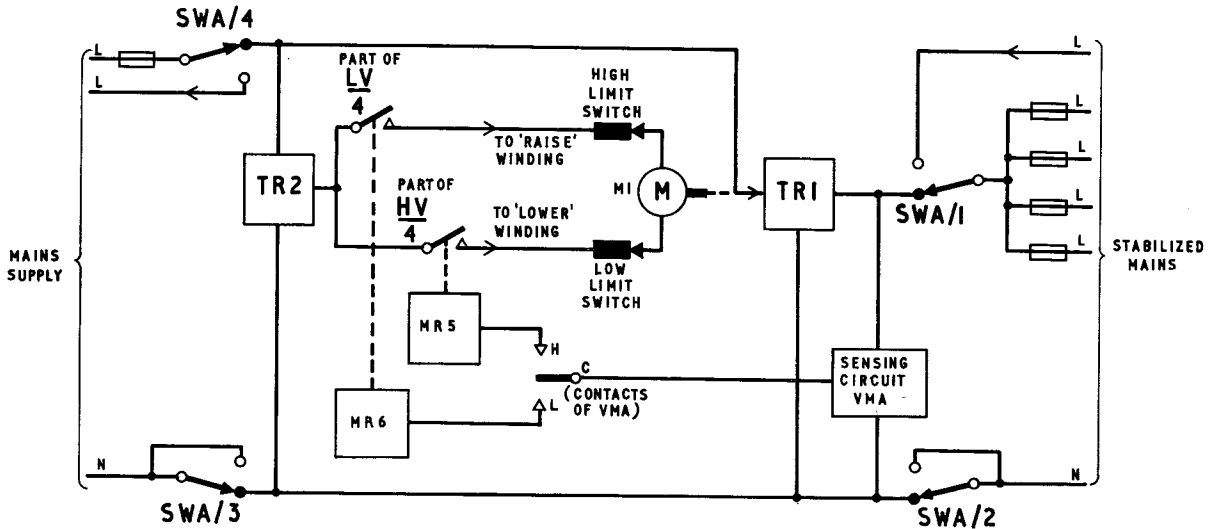 SWA/4
L
L
PART OF
LV
4
HIGH
LIMIT
SWITCH
TO 'RAISE'
WINDING
TR2
PART OF
HV
4
TO 'LOWER'
WINDING
M1
M
LOW
LIMIT
SWITCH
TR1
SWA/1
L
L
L
L
L
MAINS
SUPPLY
STABILIZED
MAINS
MR5
H
C
(CONTACTS
OF VMA)
L
MR6
SENSING
CIRCUIT
VMA
N
SWA/3
N
SWA/2